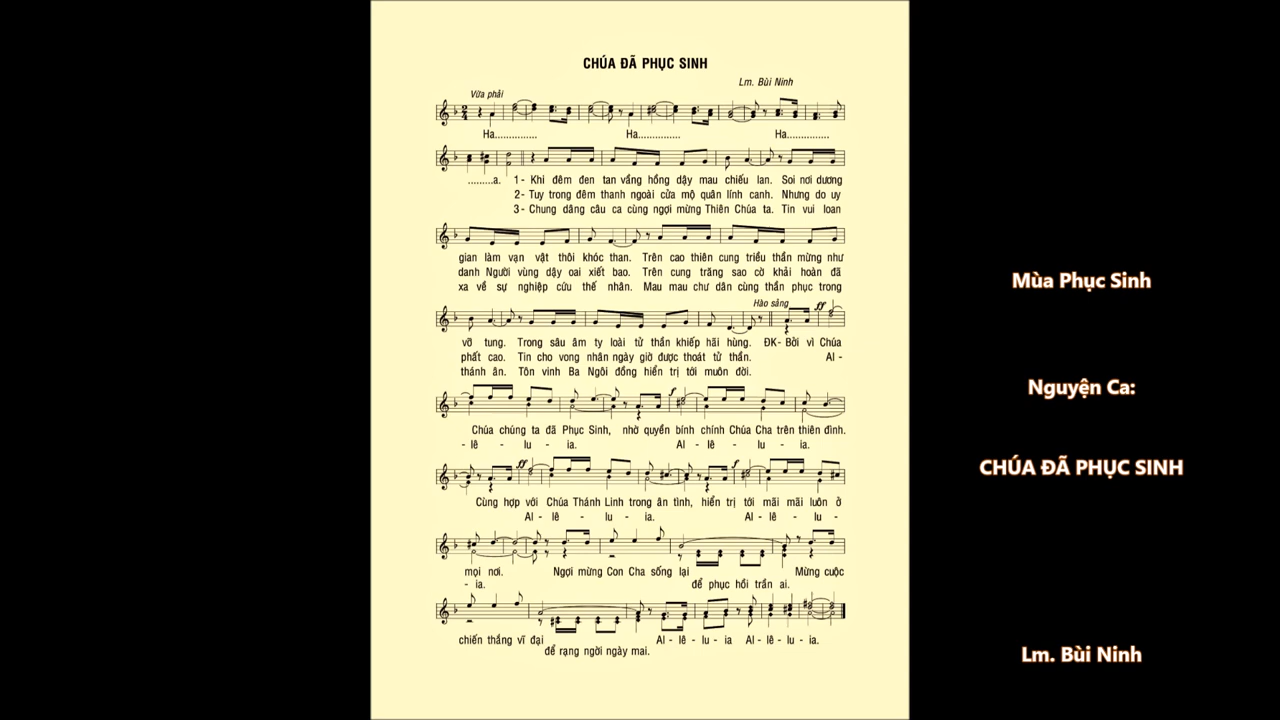 CHÚA ĐÃ PHỤC SINH
Lm. Bùi Ninh
Vừa phải
Ha.............. Ha.............. Ha..............
.........a. 1- Khi đêm đen tan vầng hồng dậy mau chiếu lan. Soi nơi dương
2- Tuy trong đêm thanh ngoài cửa mộ quân lính canh. Nhưng do uy
3- Chung dâng câu ca cùng ngợi mừng Thiên Chúa ta. Tin vui loan
gian làm vạn vật thôi khóc than. Trên cao thiên cung triều thần mừng như
danh Người vùng dậy oai xiết bao. Trên cung trăng sao cờ khải hoàn đã
xa về sự nghiệp cứu thế nhân. Mau mau chư dân cùng thần phục trong
Hào sảng ff
vỡ tung. Trong sâu âm ty loài tử thần khiếp hãi hùng. ĐK- Bởi vì Chúa
phất cao. Tin cho vong nhân ngày giờ được thoát tử thần. Al -
thánh ân. Tôn vinh Ba Ngôi đồng hiển trị tới muôn đời.
f
Chúa chúng ta đã Phục Sinh, nhờ quyền bính chính Chúa Cha trên thiên đình.
- lê - lu - ia. Al - lê - lu - ia.
ff f
Cùng hợp với Chúa Thánh Linh trong ân tình, hiển trị tới mãi mãi luôn ở
Al - lê - lu - ia. Al - lê - lu -
mọi nơi. Ngợi mừng Con Cha sống lại Mừng cuộc
- ia. để phục hồi trần ai.
chiến thắng vĩ đại Al - lê - lu - ia Al - lê - lu - ia.
để rạng ngời ngày mai.
Mùa Phục Sinh
Nguyện Ca:
CHÚA ĐÃ PHỤC SINH
Lm. Bùi Ninh